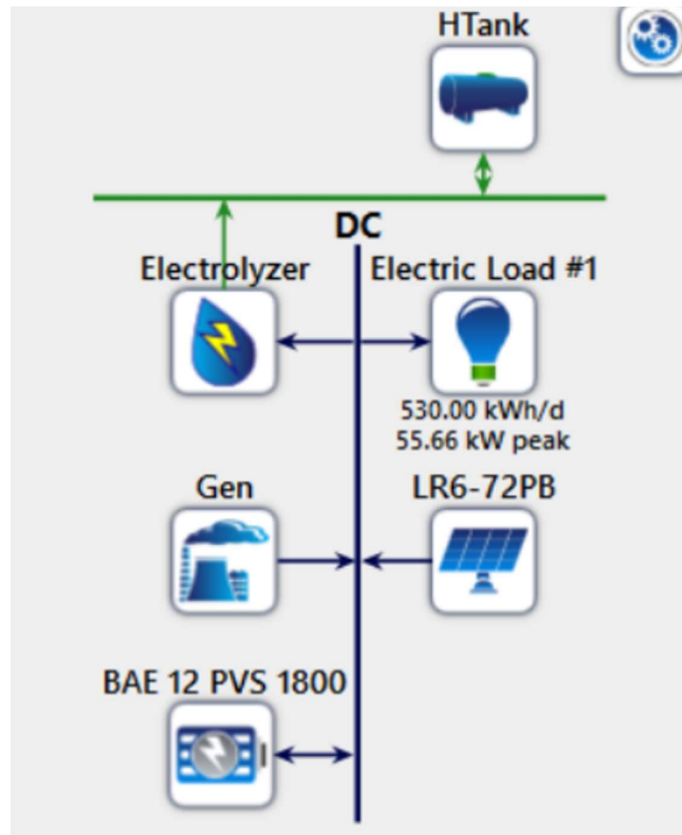 HTank
DC
Electrolyzer
Electric Load #1
530.00 kWh/d
55.66 kW peak
Gen
LR6-72PB
BAE 12 PVS 1800